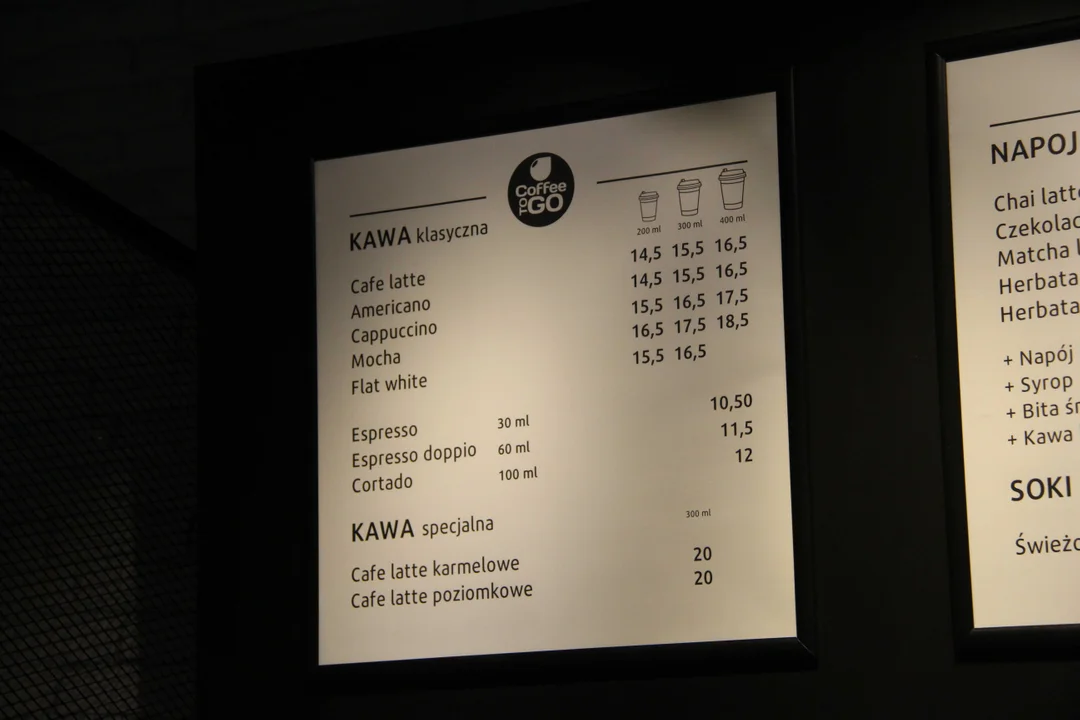 Coffee
TO GO
200 ml 300 ml 400 ml
KAWA klasyczna
Cafe latte 14,5 15,5 16,5
Americano 14,5 15,5 16,5
Cappuccino 15,5 16,5 17,5
Mocha 16,5 17,5 18,5
Flat white 15,5 16,5
Espresso 30 ml 10,50
Espresso doppio 60 ml 11,5
Cortado 100 ml 12
KAWA specjalna 300 ml
Cafe latte karmelowe 20
Cafe latte poziomkowe 20
NAPOJ
Chai latte
Czekolac
Matcha
Herbata
Herbata
+ Napój
+ Syrop
+ Bita
+ Kawa
SOKI